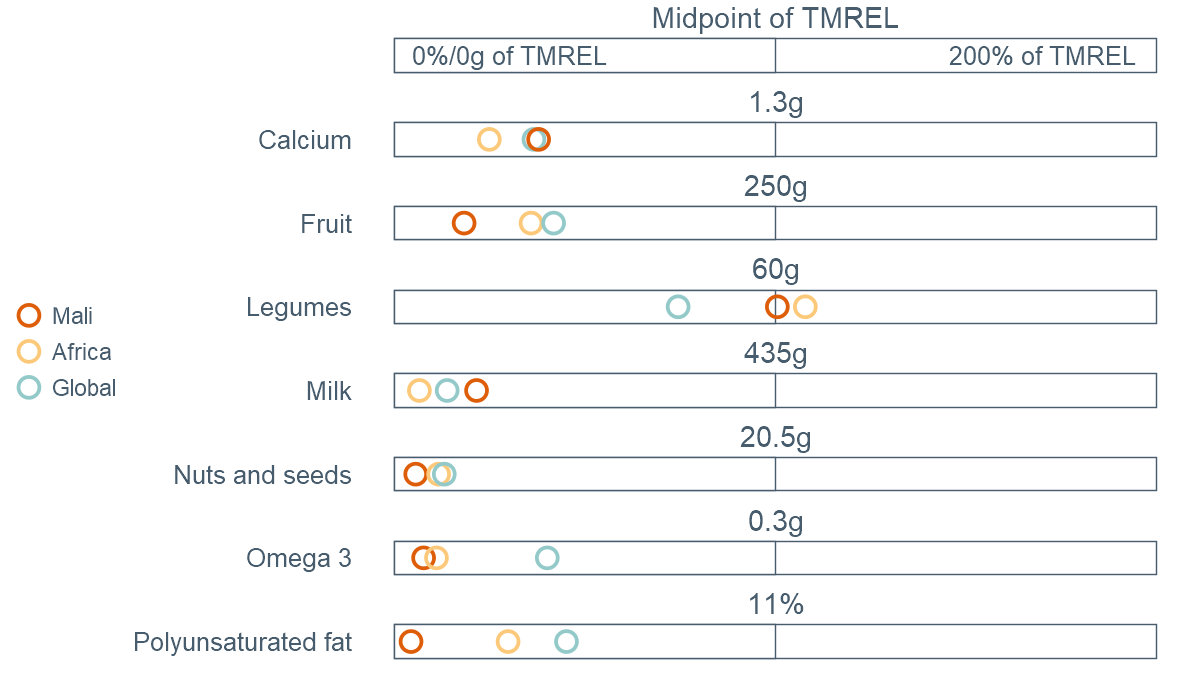 Midpoint of TMREL
0%/0g of TMREL
200% of TMREL
1.3g
Calcium
250g
Fruit
60g
Legumes
435g
Milk
20.5g
Nuts and seeds
0.3g
Omega 3
11%
Polyunsaturated fat
Mali
Africa
Global